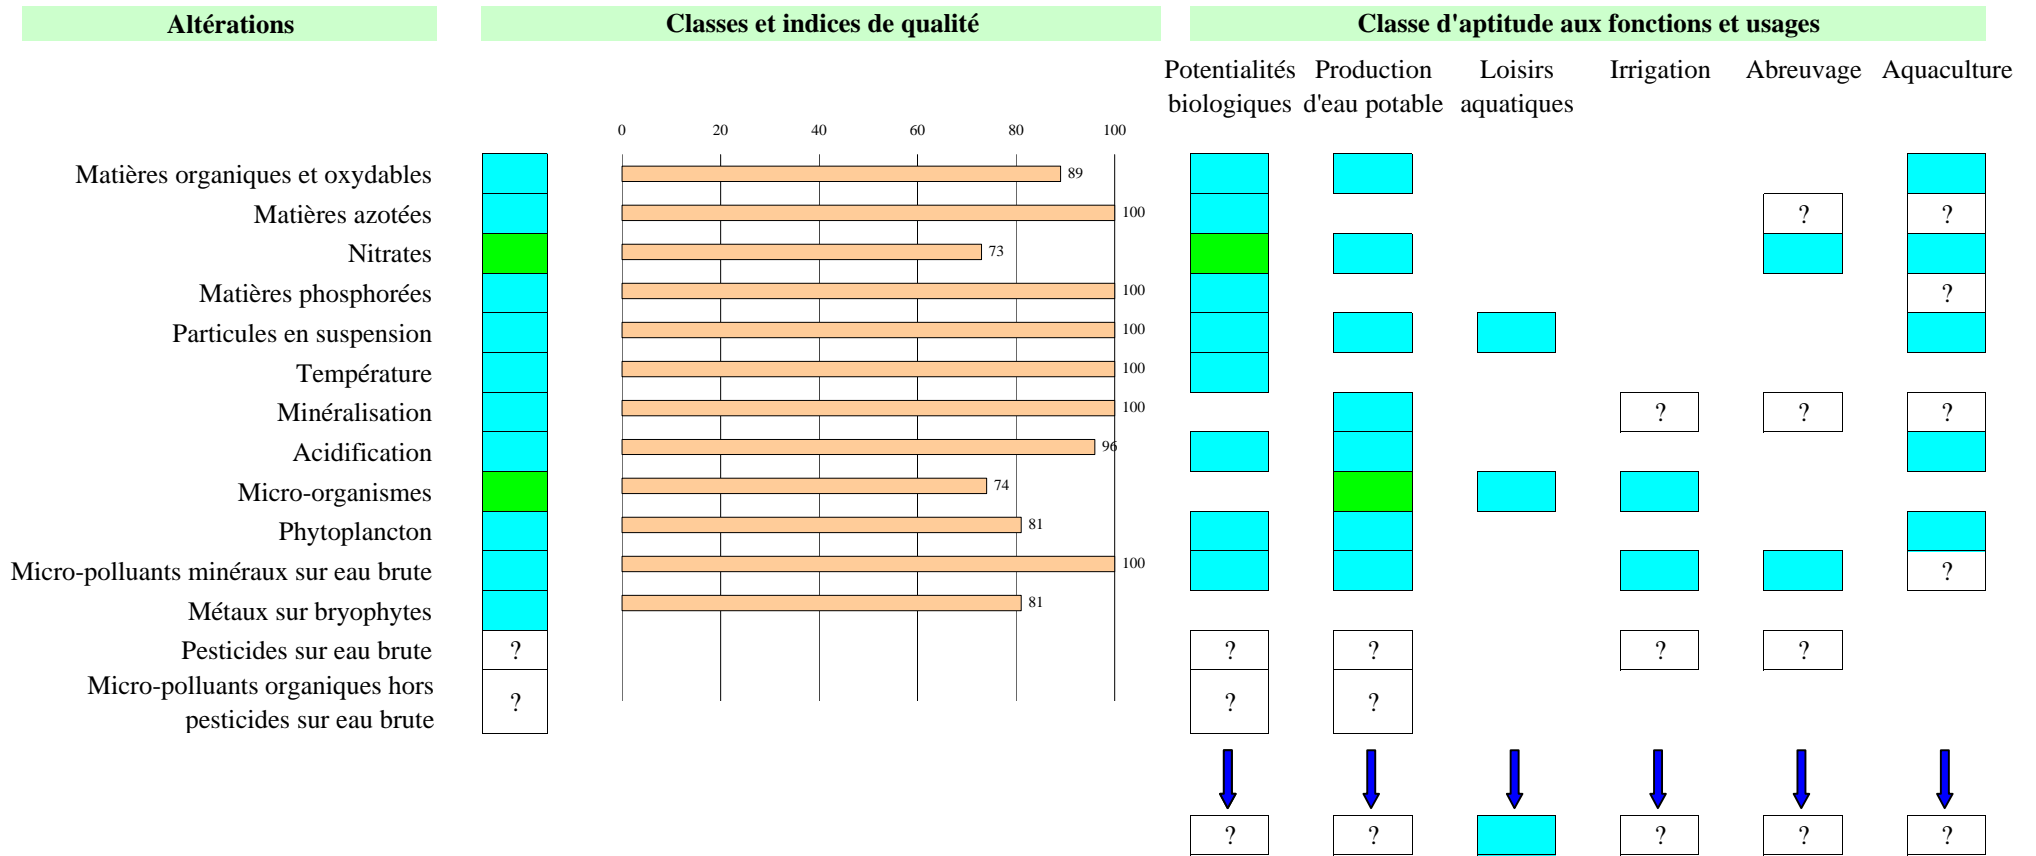 Altérations
Classes et indices de qualité
Classe d'aptitude aux fonctions et usages
Potentialités biologiques
Production d'eau potable
Loisirs aquatiques
Irrigation
Abreuvage
Aquaculture
0 20 40 60 80 100
Matières organiques et oxydables 89
Matières azotées 100 ? ?
Nitrates 73
Matières phosphorées 100 ?
Particules en suspension 100
Température 100
Minéralisation 100 ? ? ?
Acidification 96
Micro-organismes 74
Phytoplancton 81
Micro-polluants minéraux sur eau brute 100 ?
Métaux sur bryophytes 81
Pesticides sur eau brute ? ? ? ? ?
Micro-polluants organiques hors
pesticides sur eau brute ? ? ?
? ? ? ? ?